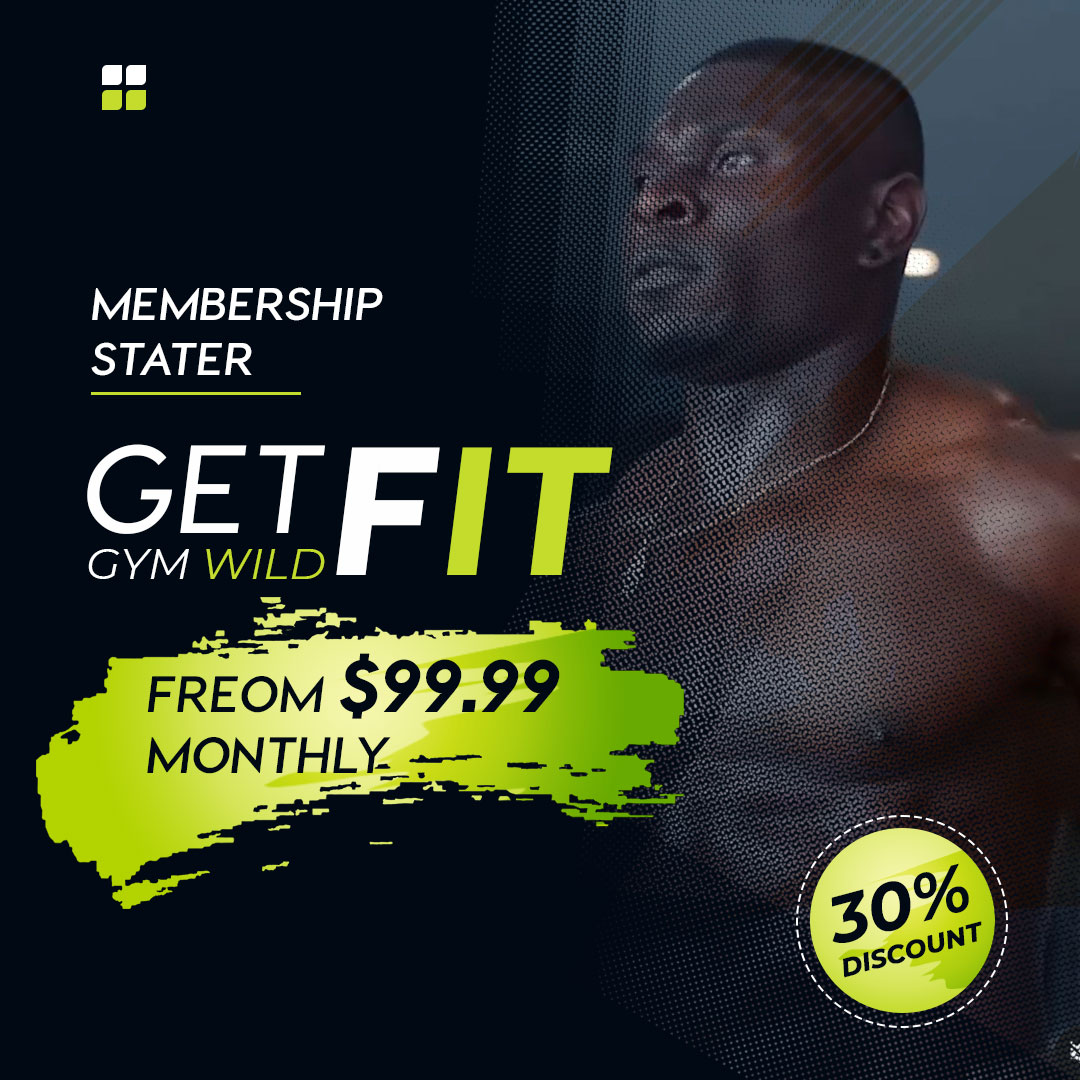 MEMBERSHIP
STATER
GET FIT
GYM WILD
FREOM $99.99
MONTHLY
30%
DISCOUNT